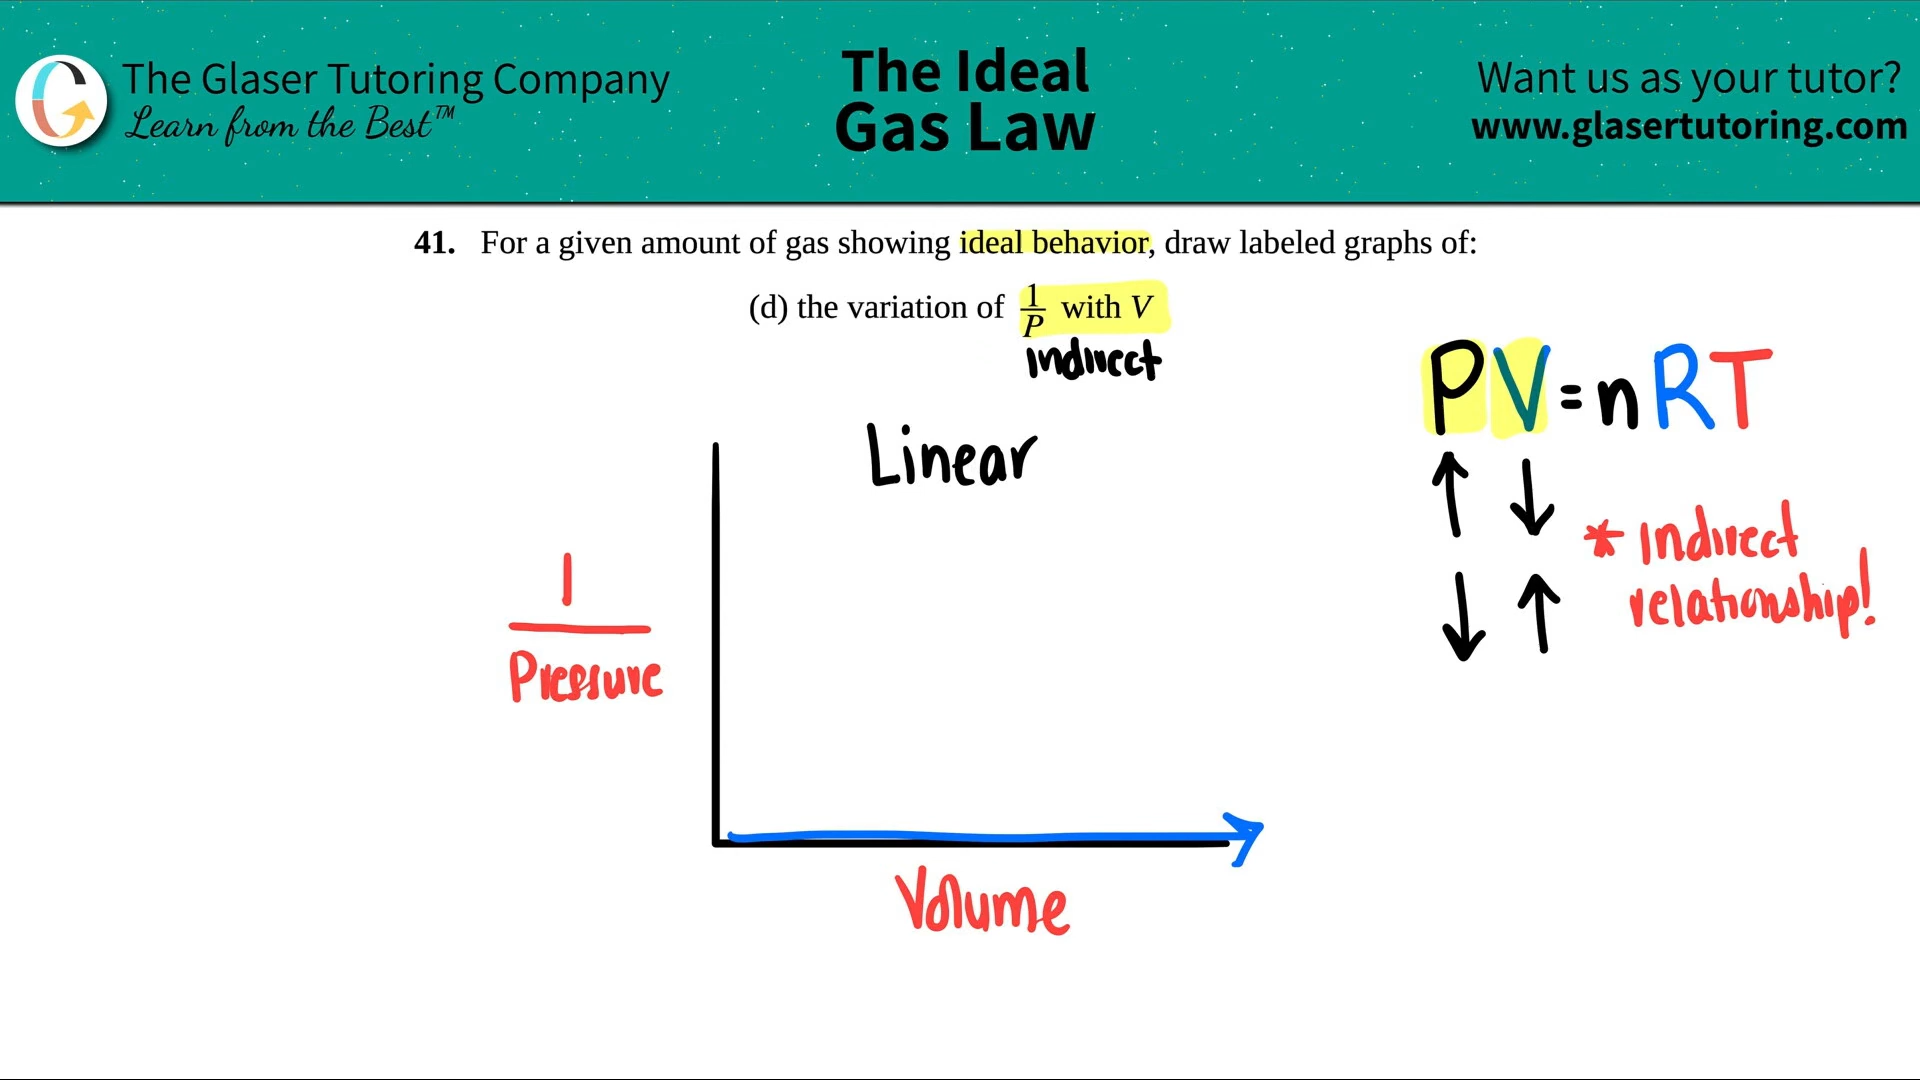 The Glaser Tutoring Company
Learn from the Best™
The Ideal
Gas Law
Want us as your tutor?
www.glasertutoring.com
41. For a given amount of gas showing ideal behavior, draw labeled graphs of:
(d) the variation of 1/P with V
indirect
PV=nRT
Linear
* indirect
relationship!
1
Pressure
Volume